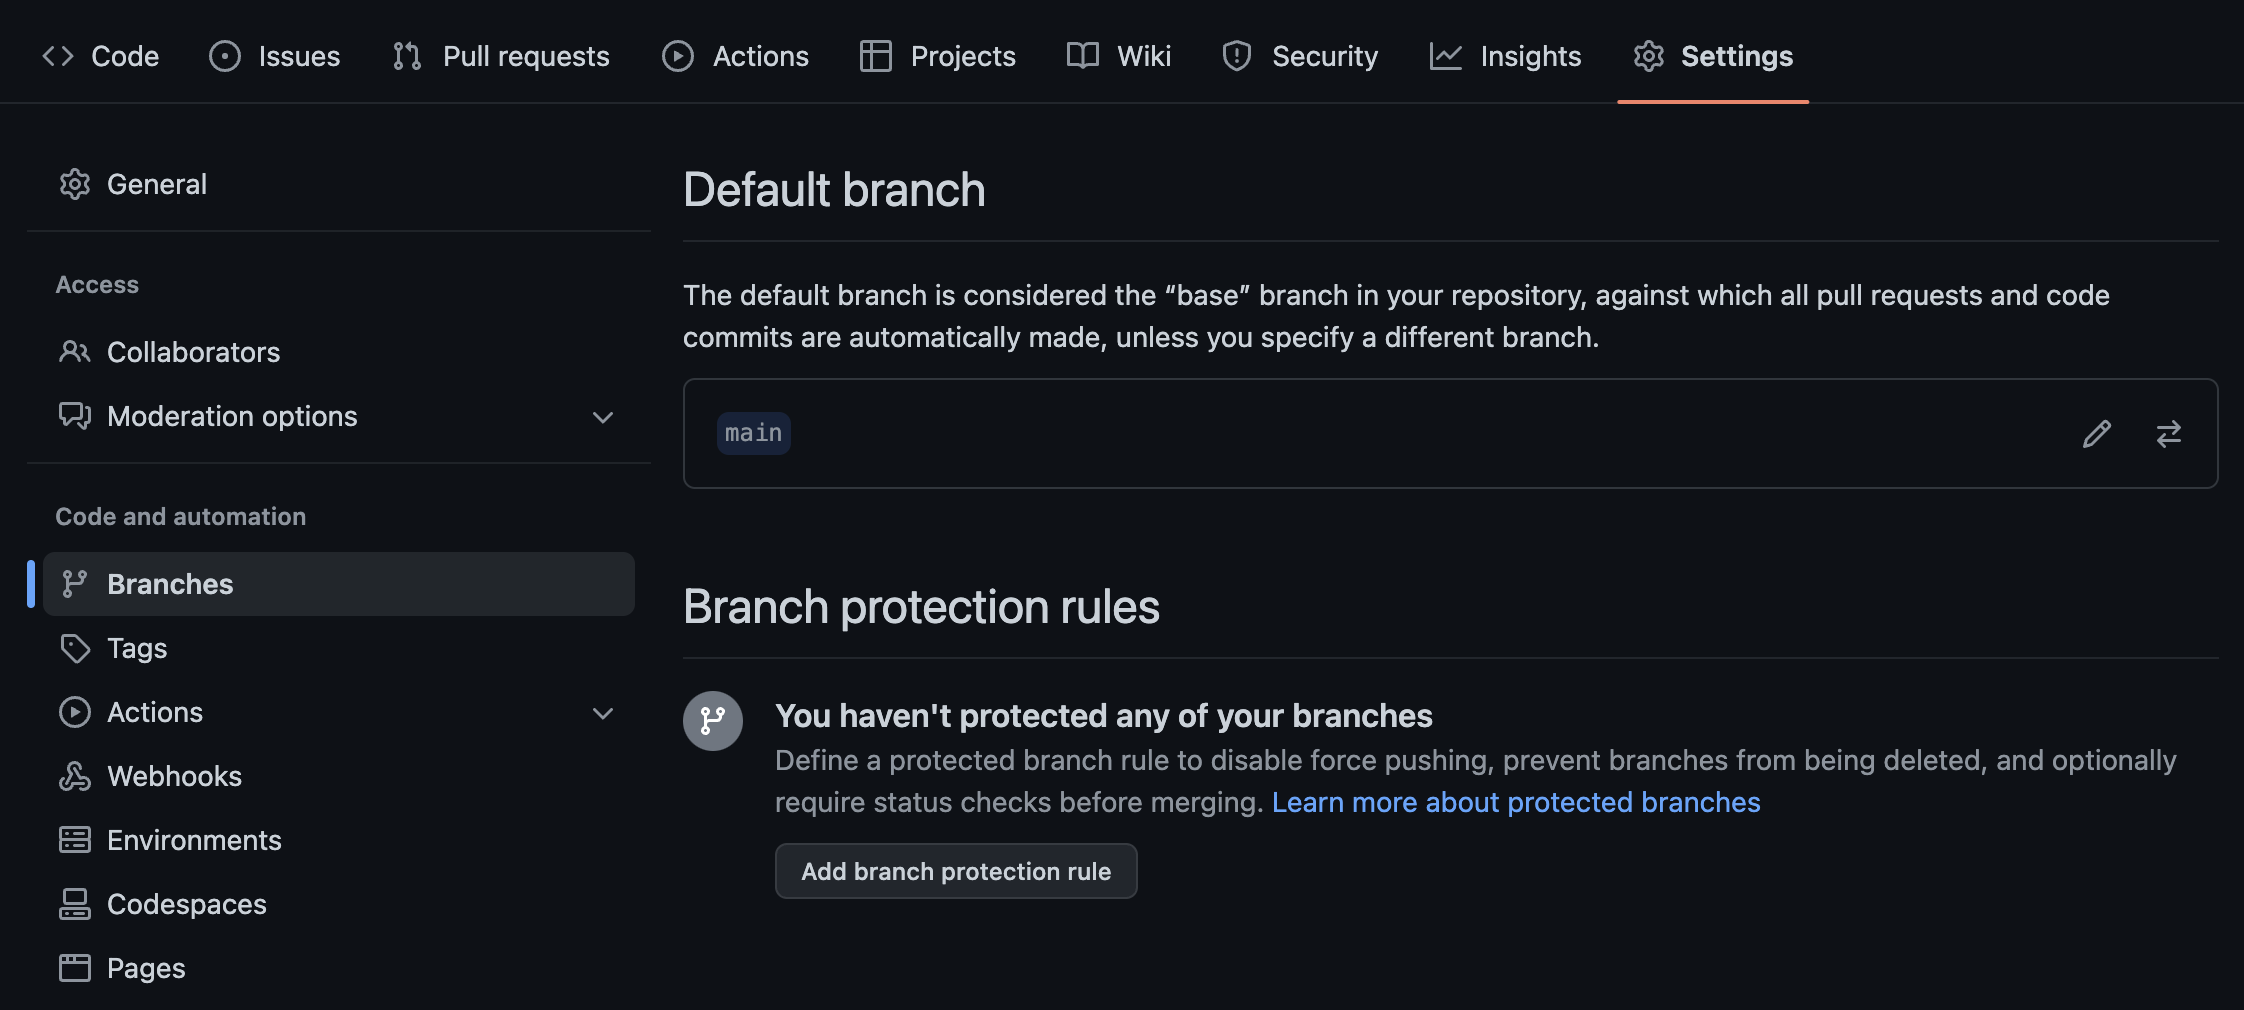 Code Issues Pull requests Actions Projects Wiki Security Insights Settings
General
Access
Collaborators
Moderation options
Code and automation
Branches
Tags
Actions
Webhooks
Environments
Codespaces
Pages
Default branch
The default branch is considered the “base” branch in your repository, against which all pull requests and code
commits are automatically made, unless you specify a different branch.
main
Branch protection rules
You haven't protected any of your branches
Define a protected branch rule to disable force pushing, prevent branches from being deleted, and optionally
require status checks before merging. Learn more about protected branches
Add branch protection rule